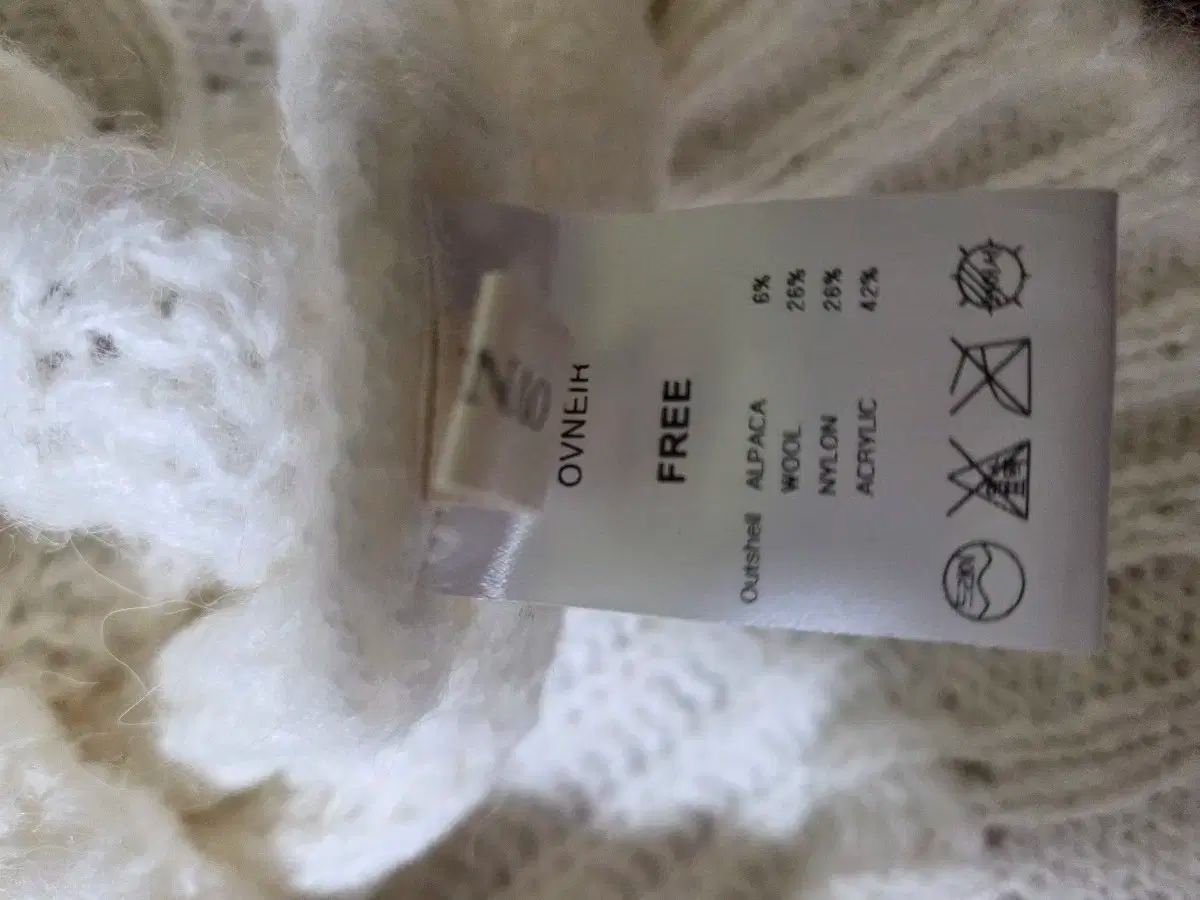 OVNEIR
FREE
Outshell ALPACA 6%
WOOL 26%
NYLON 26%
ACRYLIC 42%